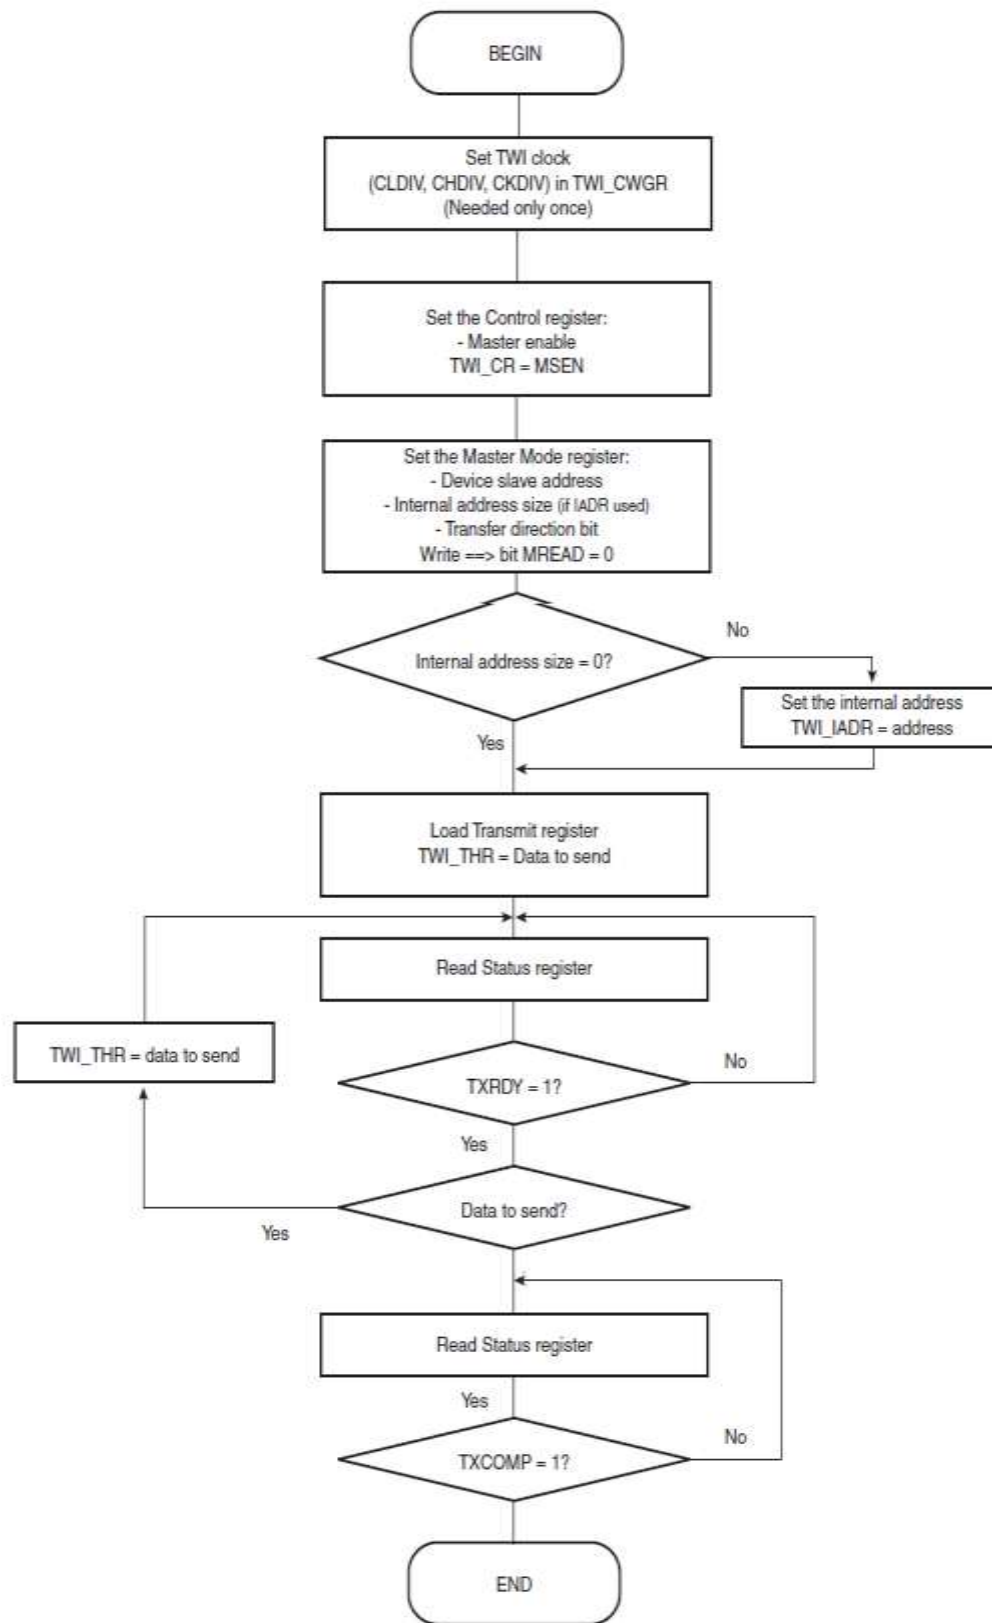 BEGIN
Set TWI clock
(CLDIV, CHDIV, CKDIV) in TWI_CWGR
(Needed only once)
Set the Control register:
- Master enable
TWI_CR = MSEN
Set the Master Mode register:
- Device slave address
- Internal address size (if IADR used)
- Transfer direction bit
Write ==> bit MREAD = 0
Internal address size = 0?
No
Set the internal address
TWI_IADR = address
Yes
Load Transmit register
TWI_THR = Data to send
Read Status register
TWI_THR = data to send
TXRDY = 1?
No
Yes
Data to send?
Yes
Read Status register
Yes
TXCOMP = 1?
No
END